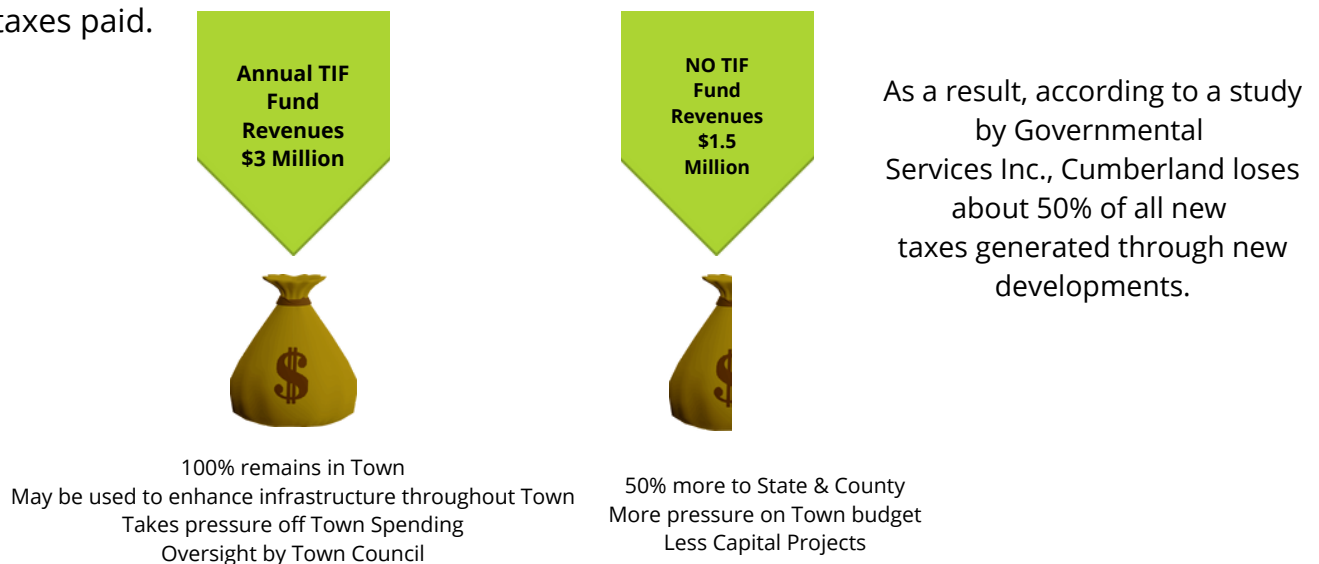 taxes paid.
Annual TIF
Fund
Revenues
$3 Million
NO TIF
Fund
Revenues
$1.5
Million
As a result, according to a study
by Governmental
Services Inc., Cumberland loses
about 50% of all new
taxes generated through new
developments.
$
$
100% remains in Town
May be used to enhance infrastructure throughout Town
Takes pressure off Town Spending
Oversight by Town Council
50% more to State & County
More pressure on Town budget
Less Capital Projects